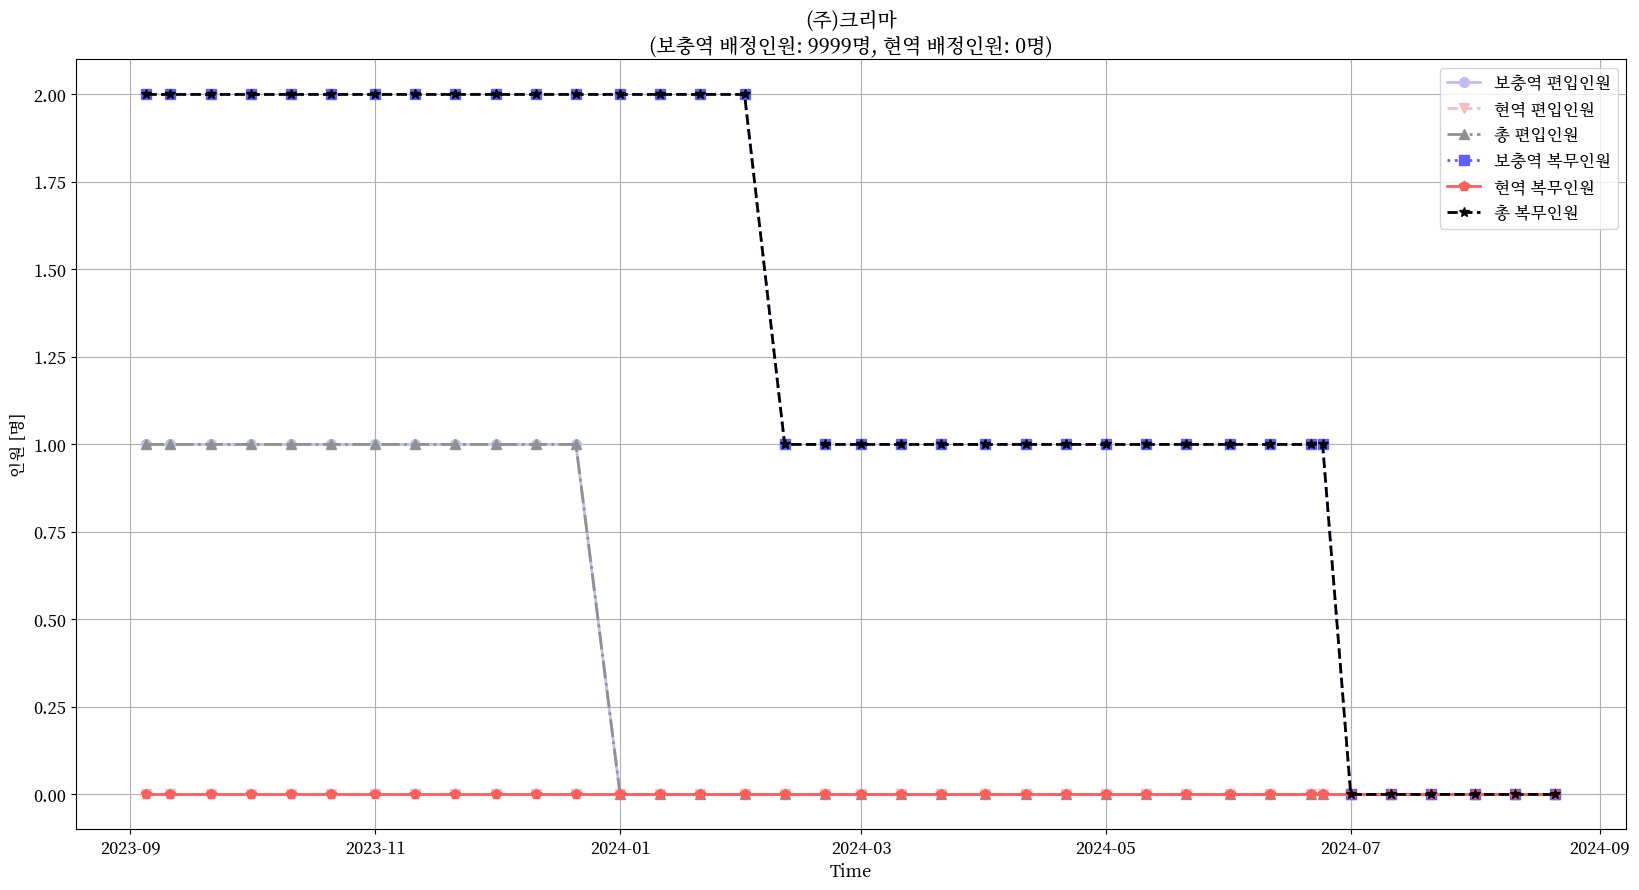 (주)크리마
(보충역 배정인원: 9999명, 현역 배정인원: 0명)
보충역 편입인원
현역 편입인원
총 편입인원
보충역 복무인원
현역 복무인원
총 복무인원
인원 [명]
2.00
1.75
1.50
1.25
1.00
0.75
0.50
0.25
0.00
2023-09 2023-11 2024-01 2024-03 2024-05 2024-07 2024-09
Time